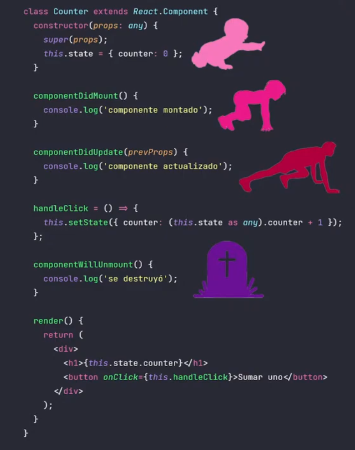 class Counter extends React.Component {
constructor(props: any) {
super(props);
this.state = { counter: 0 };
}
componentDidMount() {
console.log('componente montado');
}
componentDidUpdate(prevProps) {
console.log('componente actualizado');
}
handleClick = () ⇒ {
this.setState({ counter: (this.state as any).counter + 1 });
};
componentWillUnmount() {
console.log('se destruyó');
}
render() {
return (
<div>
<h1>{this.state.counter}</h1>
<button onClick={this.handleClick}>Sumar uno</button>
</div>
);
}
}